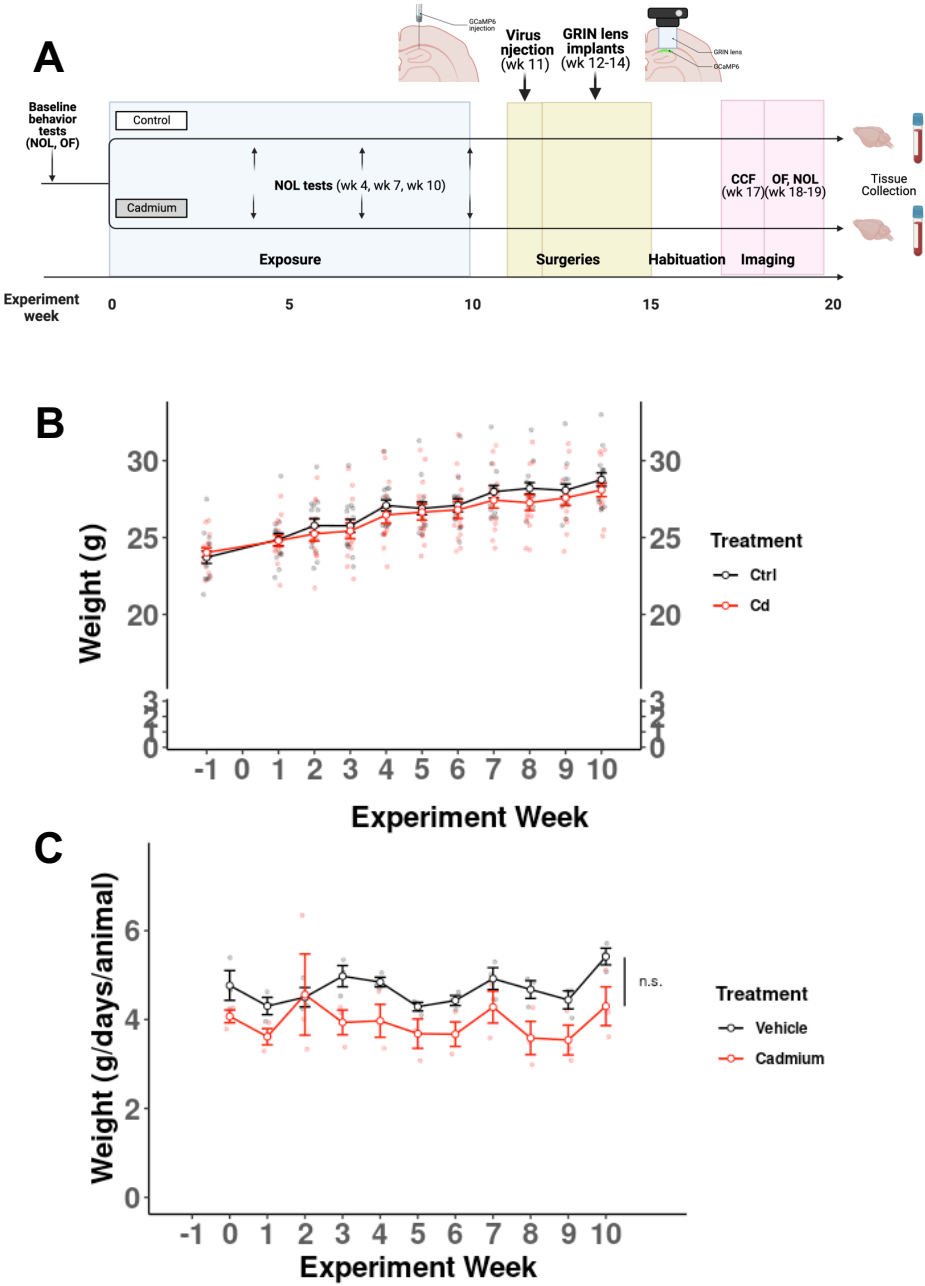 A
GCaMP6
injection
Virus
njection
(wk 11)
GRIN lens
implants
(wk 12-14)
GRIN lens
GCaMP6
Baseline
behavior
tests
(NOL, OF)
Control
NOL tests (wk 4, wk 7, wk 10)
Cadmium
CCF
(wk 17)
OF, NOL
(wk 18-19)
Tissue
Collection
Exposure
Surgeries
Habituation
Imaging
Experiment
week
0 5 10 15 20
B
Weight (g)
30
25
20
3
2
1
0
30
25
20
3
2
1
0
-1 0 1 2 3 4 5 6 7 8 9 10
Experiment Week
Treatment
Ctrl
Cd
C
Weight (g/days/animal)
6
4
2
0
n.s.
-1 0 1 2 3 4 5 6 7 8 9 10
Experiment Week
Treatment
Vehicle
Cadmium